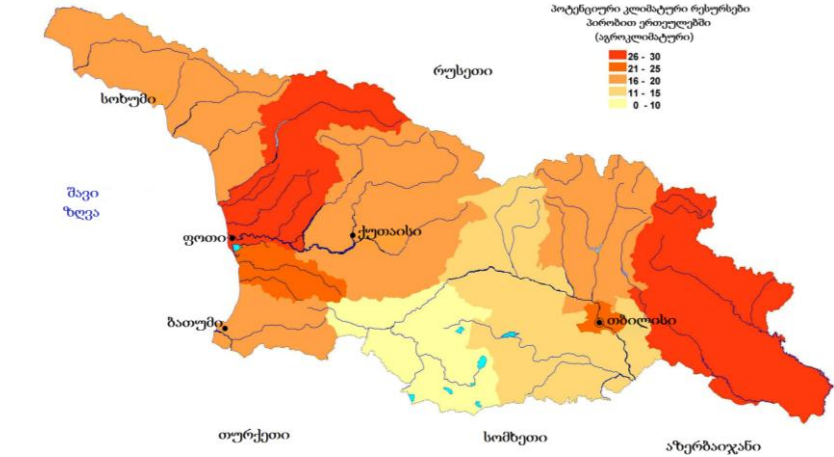 პოტენციური კლიმატური რესურსები
პირობით ერთეულებში
(აგროკლიმატური)
26 - 30
21 - 25
16 - 20
11 - 15
0 - 10
რუსეთი
სოხუმი
შავი
ზღვა
ფოთი
ქუთაისი
ბათუმი
თბილისი
თურქეთი
სომხეთი
აზერბაიჯანი